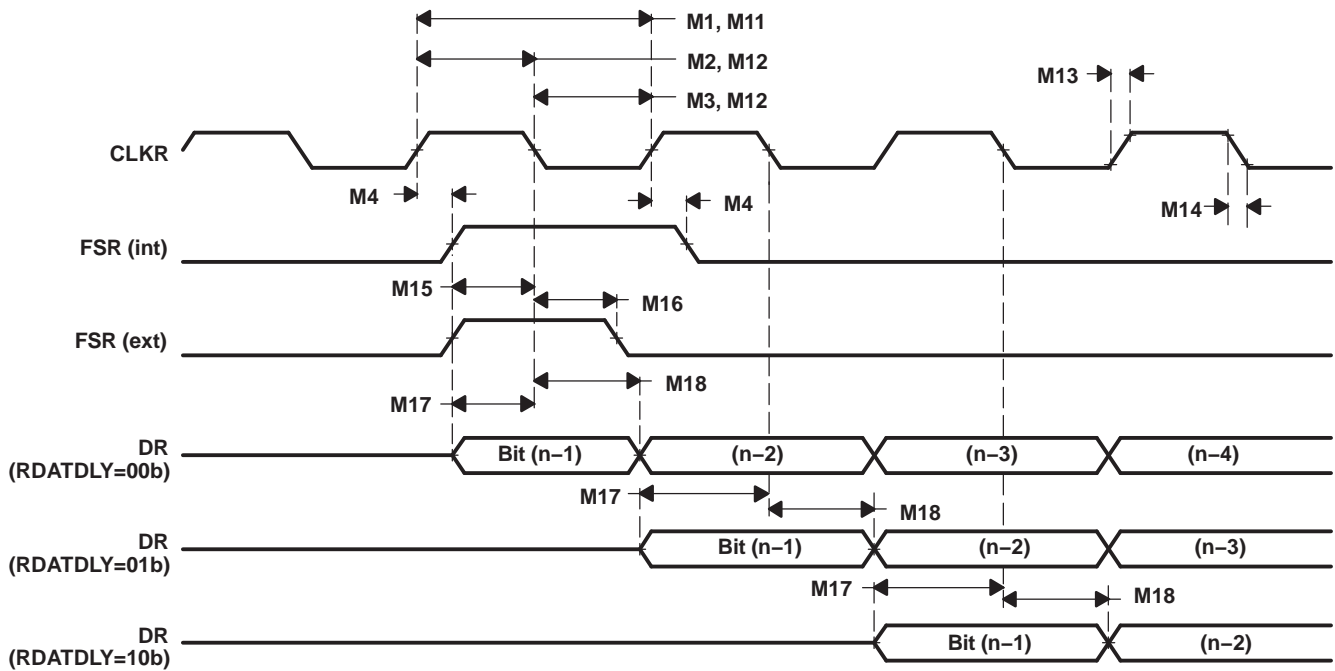 M1, M11
M2, M12
M13
M3, M12
CLKR
M4
M4
M14
FSR (int)
M15
M16
FSR (ext)
M18
M17
DR
(RDATDLY=00b)
Bit (n–1)
(n–2)
(n–3)
(n–4)
M17
M18
DR
(RDATDLY=01b)
Bit (n–1)
(n–2)
(n–3)
M17
M18
DR
(RDATDLY=10b)
Bit (n–1)
(n–2)